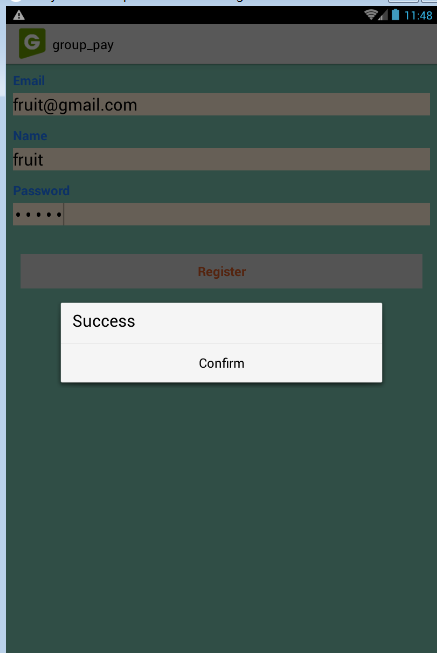 11:48
G group_pay
Email
fruit@gmail.com
Name
fruit
Password
•••••
Register
Success
Confirm